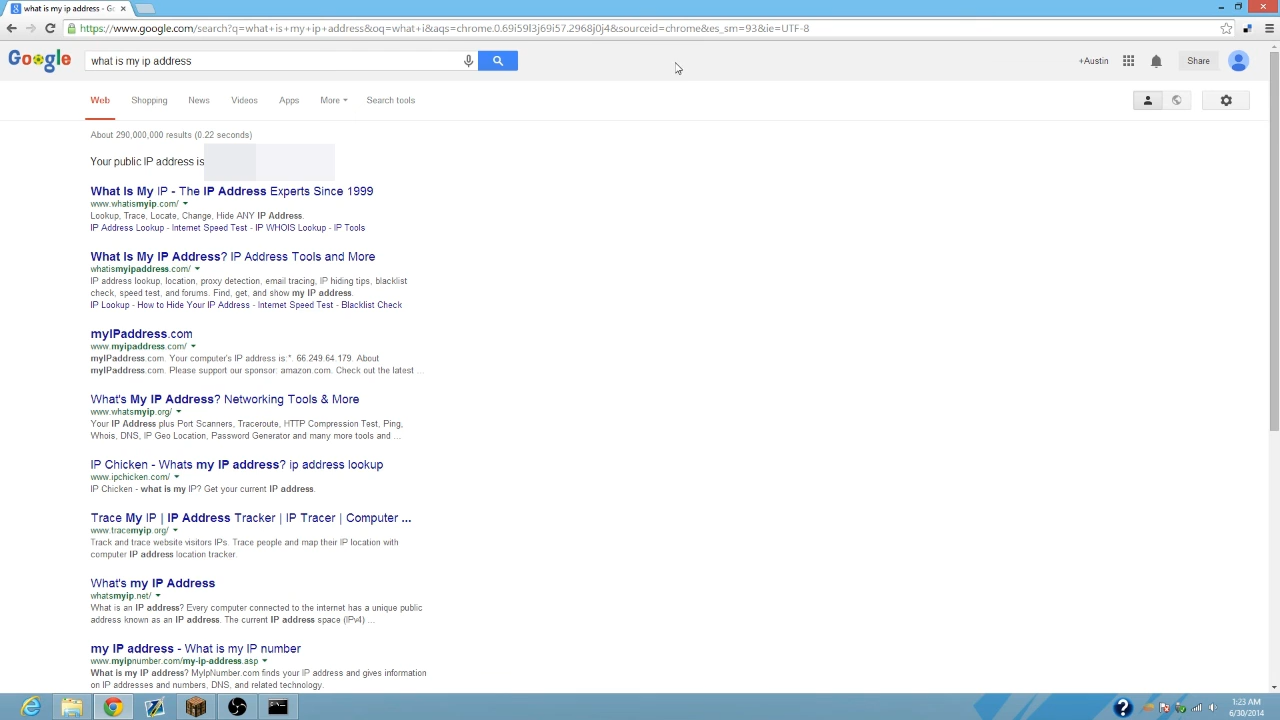 what is my ip address - Go
https://www.google.com/search?q=what+is+my+ip+address&oq=what+i&aqs=chrome.0.69i59l3j69i57.2968j0j4&sourceid=chrome&es_sm=93&ie=UTF-8
Google
what is my ip address
+Austin
Share
Web
Shopping
News
Videos
Apps
More
Search tools
About 290,000,000 results (0.22 seconds)
Your public IP address is
What Is My IP - The IP Address Experts Since 1999
www.whatismyip.com/
Lookup, Trace, Locate, Change, Hide ANY IP Address.
IP Address Lookup - Internet Speed Test - IP WHOIS Lookup - IP Tools
What Is My IP Address? IP Address Tools and More
whatismyipaddress.com/
IP address lookup, location, proxy detection, email tracing, IP hiding tips, blacklist
check, speed test, and forums. Find, get, and show my IP address.
IP Lookup - How to Hide Your IP Address - Internet Speed Test - Blacklist Check
myIPaddress.com
www.myipaddress.com/
myIPaddress.com. Your computer's IP address is:*. 66.249.64.179. About
myIPaddress.com. Please support our sponsor: amazon.com. Check out the latest ...
What's My IP Address? Networking Tools & More
www.whatsmyip.org/
Your IP Address plus Port Scanners, Traceroute, HTTP Compression Test, Ping,
Whois, DNS, IP Geo Location, Password Generator and many more tools and ...
IP Chicken - Whats my IP address? ip address lookup
www.ipchicken.com/
IP Chicken - what is my IP? Get your current IP address.
Trace My IP | IP Address Tracker | IP Tracer | Computer ...
www.tracemyip.org/
Track and trace website visitors IPs. Trace people and map their IP location with
computer IP address location tracker.
What's my IP Address
whatsmyip.net/
What is an IP address? Every computer connected to the internet has a unique public
address known as an IP address. The current IP address space (IPv4) ...
my IP address - What is my IP number
www.myipnumber.com/my-ip-address.asp
What is my IP address? MyIpNumber.com finds your IP address and gives information
on IP addresses and numbers, DNS, and related technology.
1:23 AM
6/30/2014